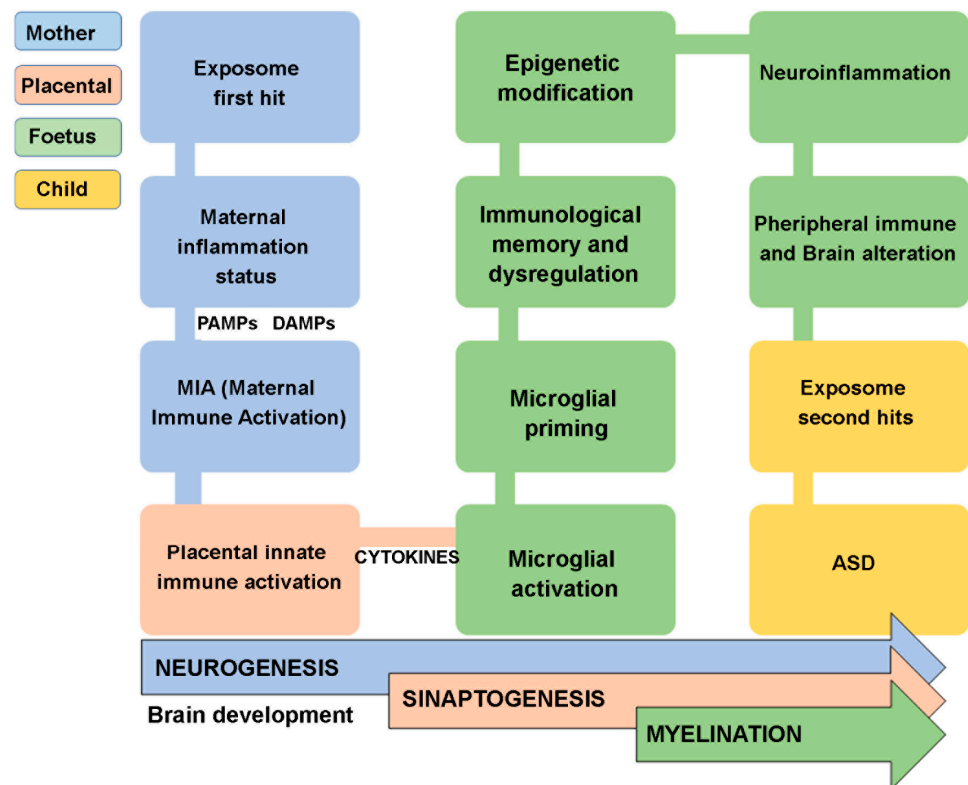 Mother
Placental
Foetus
Child
Exposome
first hit
Maternal
inflammation
status
PAMPs DAMPs
MIA (Maternal
Immune Activation)
Placental innate
immune activation
CYTOKINES
Microglial
activation
Microglial
priming
Immunological
memory and
dysregulation
Epigenetic
modification
Neuroinflammation
Pheripheral immune
and Brain alteration
Exposome
second hits
ASD
NEUROGENESIS
Brain development
SINAPTOGENESIS
MYELINATION